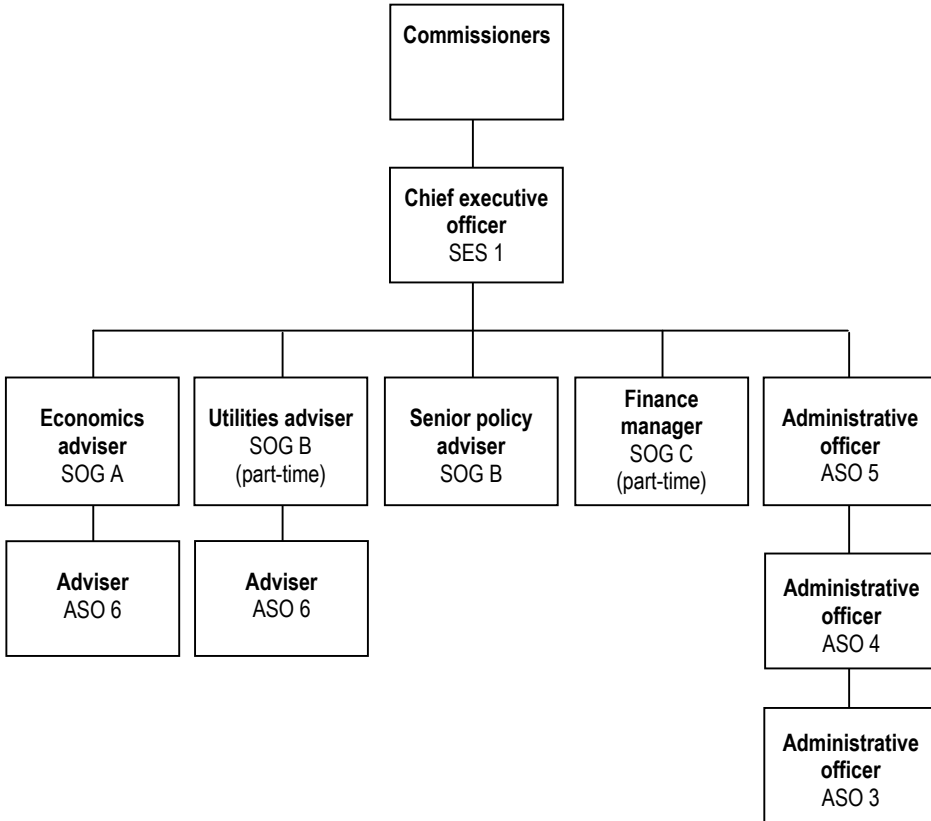 Commissioners
Chief executive
officer
SES 1
Economics
adviser
SOG A
Utilities adviser
SOG B
(part-time)
Senior policy
adviser
SOG B
Finance
manager
SOG C
(part-time)
Administrative
officer
ASO 5
Adviser
ASO 6
Adviser
ASO 6
Administrative
officer
ASO 4
Administrative
officer
ASO 3